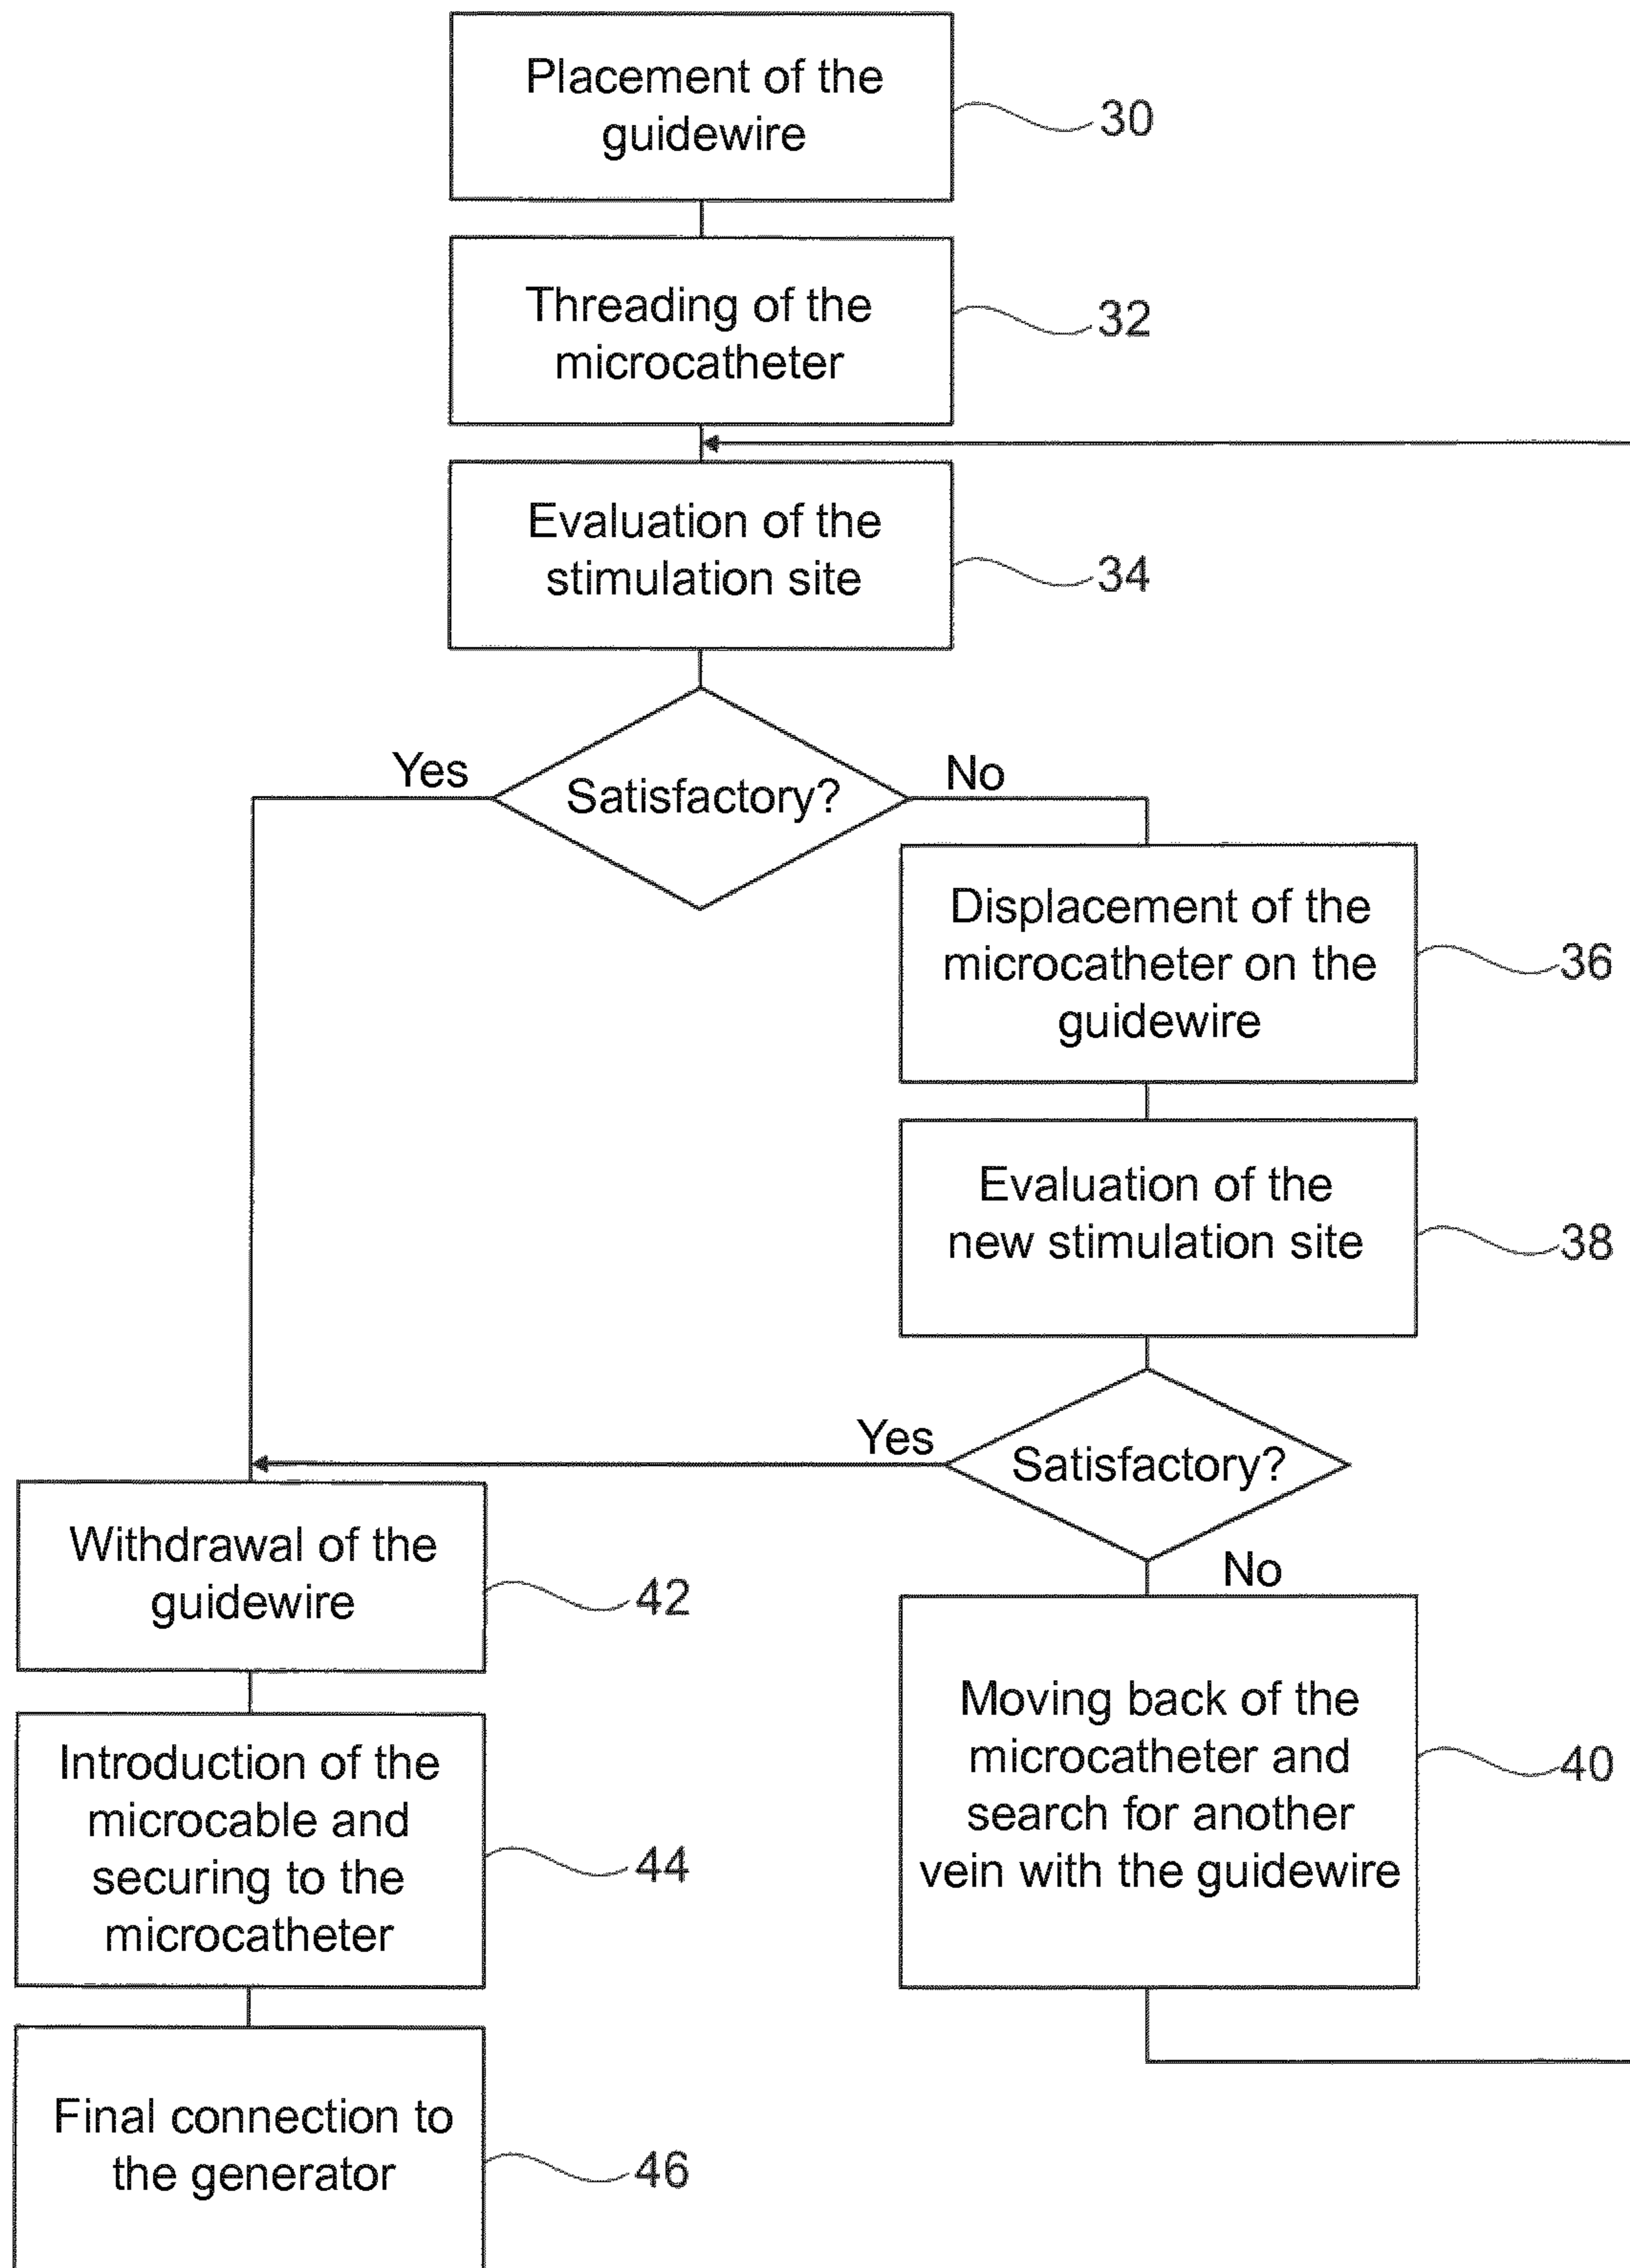 Placement of the
guidewire
30
Threading of the
microcatheter
32
Evaluation of the
stimulation site
34
Yes
Satisfactory?
No
Displacement of the
microcatheter on the
guidewire
36
Evaluation of the
new stimulation site
38
Yes
Satisfactory?
No
Withdrawal of the
guidewire
42
Moving back of the
microcatheter and
search for another
vein with the guidewire
40
Introduction of the
microcable and
securing to the
microcatheter
44
Final connection to
the generator
46